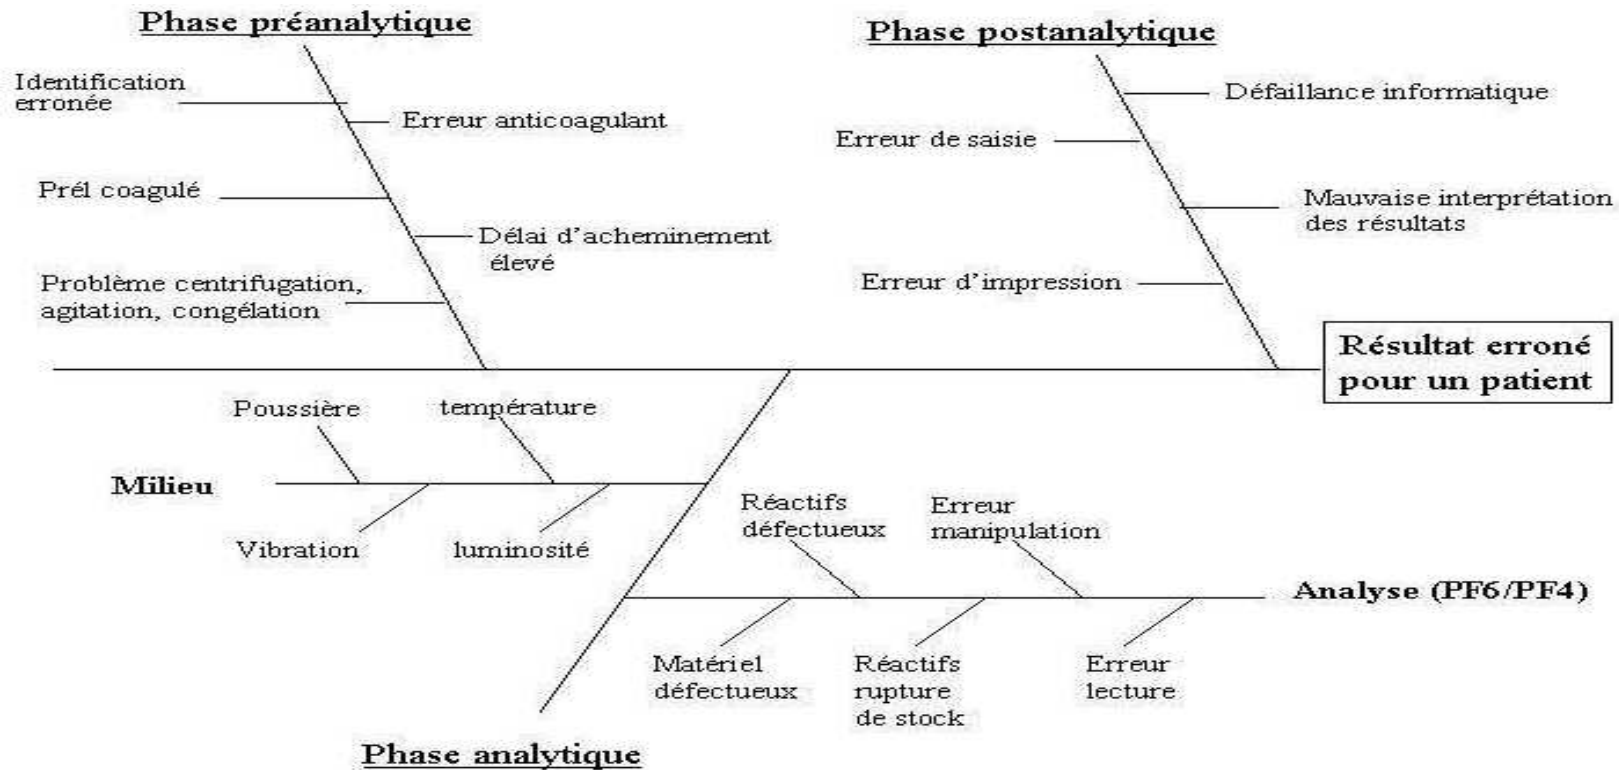 Phase préanalytique
Phase postanalytique
Identification
erronée
Erreur anticoagulant
Prél coagulé
Délai d'acheminement
élevé
Problème centrifugation,
agitation, congélation
Défaillance informatique
Erreur de saisie
Mauvaise interprétation
des résultats
Erreur d'impression
Résultat erroné
pour un patient
Poussière
température
Milieu
Vibration
luminosité
Réactifs
défectueux
Erreur
manipulation
Analyse (PF6/PF4)
Matériel
défectueux
Réactifs
rupture
de stock
Erreur
lecture
Phase analytique